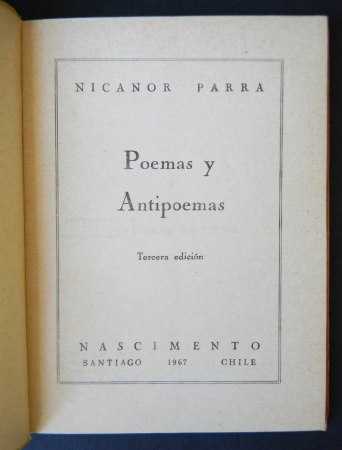 NICANOR PARRA
Poemas y
Antipoemas
Tercera edición
NASCIMENTO
SANTIAGO 1967 CHILE